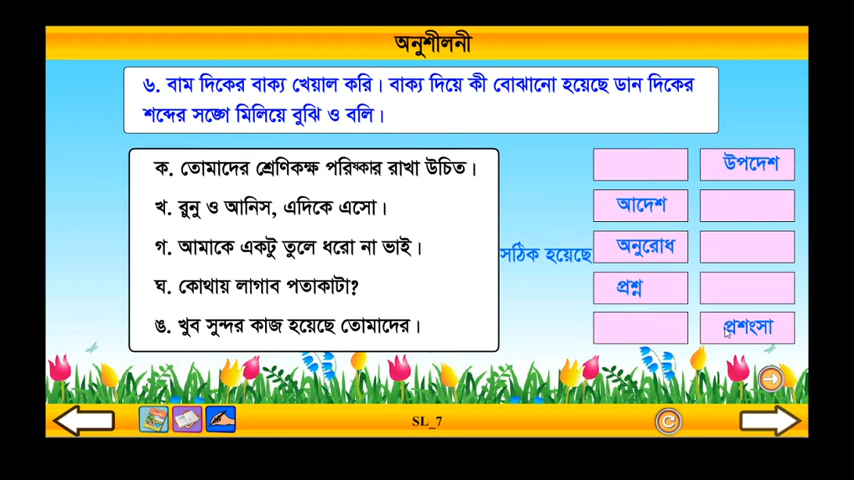 অনুশীলনী
৬. বাম দিকের বাক্য খেয়াল করি। বাক্য দিয়ে কী বোঝানো হয়েছে ডান দিকের
শব্দের সঙ্গে মিলিয়ে বুঝি ও বলি।
ক. তোমাদের শ্রেণিকক্ষ পরিষ্কার রাখা উচিত।
উপদেশ
খ. রুনু ও আনিস, এদিকে এসো।
আদেশ
গ. আমাকে একটু তুলে ধরো না ভাই।
সঠিক হয়েছে
অনুরোধ
ঘ. কোথায় লাগাব পতাকাটা?
প্রশ্ন
ঙ. খুব সুন্দর কাজ হয়েছে তোমাদের।
প্রশংসা
SL_7